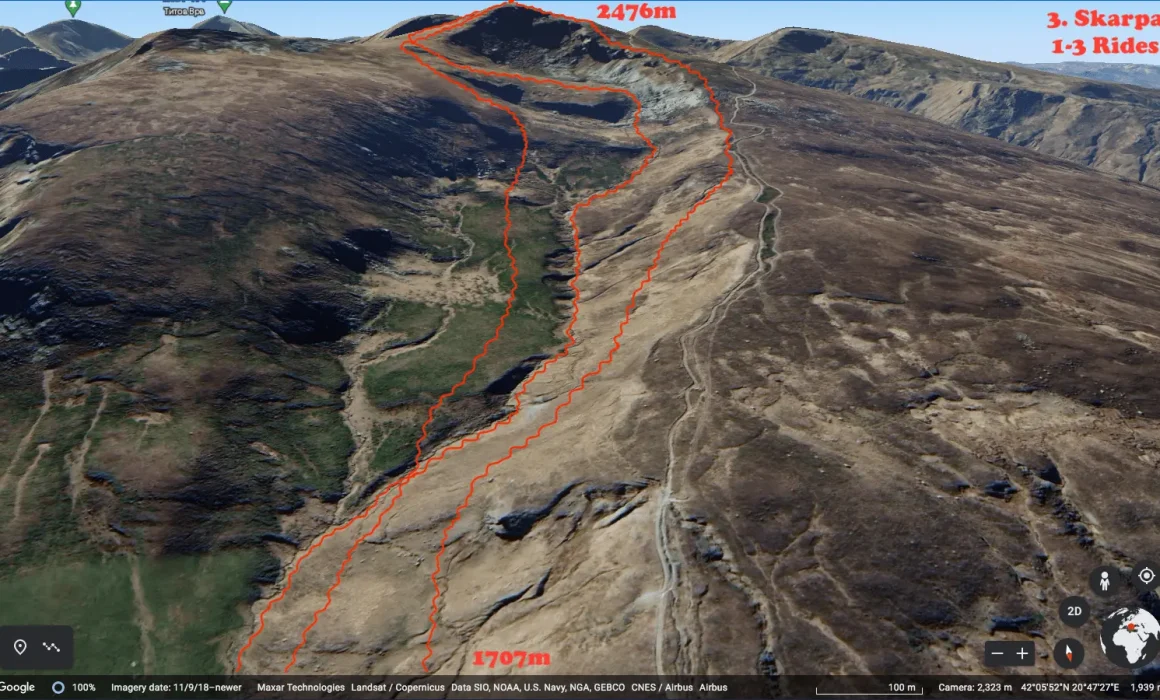 Титов Врв
2476m
3. Skarpa
1-3 Rides
1707m
2D
Google
100%
Imagery date: 11/9/18–newer
Maxar Technologies Landsat / Copernicus Data SIO, NOAA, U.S. Navy, NGA, GEBCO CNES / Airbus Airbus
100 m
Camera: 2,323 m 42°05'52"N 20°47'27"E 1,939 m